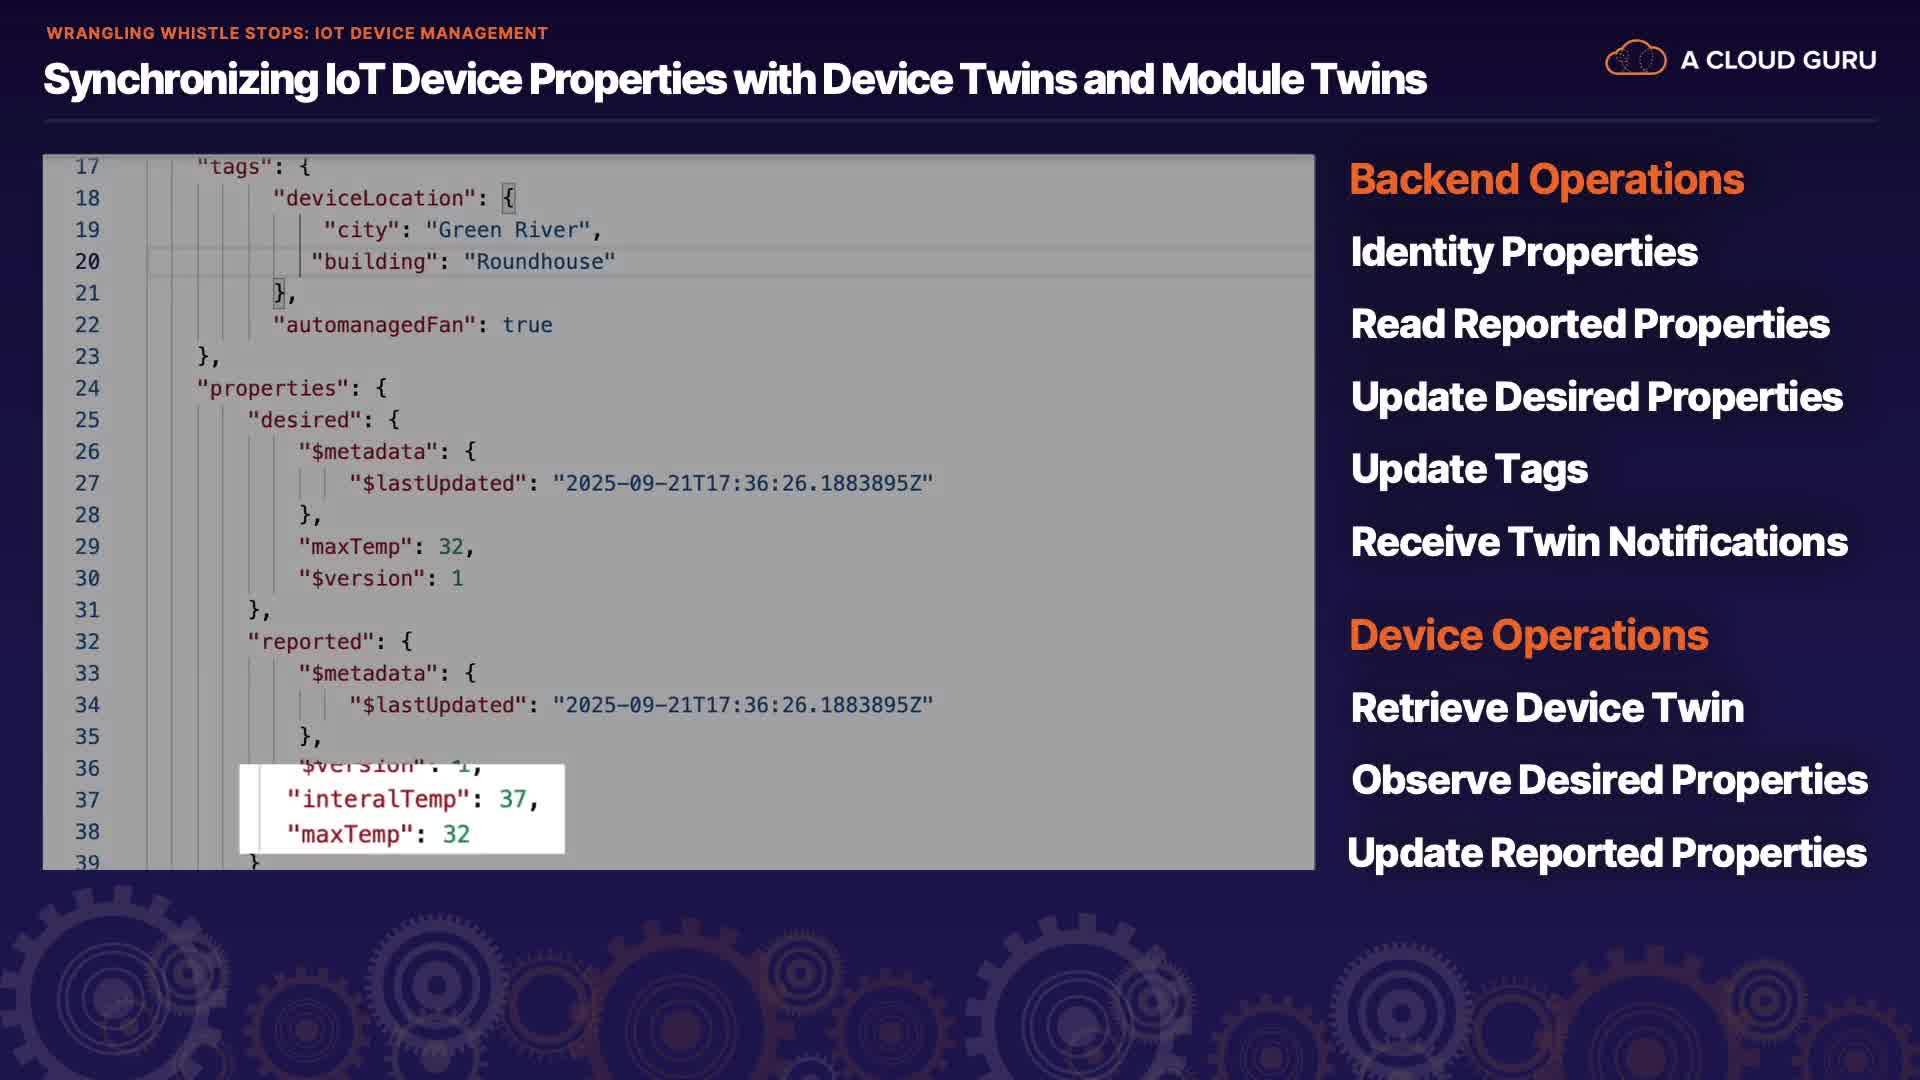 WRANGLING WHISTLE STOPS: IOT DEVICE MANAGEMENT
Synchronizing IoT Device Properties with Device Twins and Module Twins
A CLOUD GURU
17 "tags": {
18 "deviceLocation": {
19 "city": "Green River",
20 "building": "Roundhouse"
21 },
22 "automanagedFan": true
23 },
24 "properties": {
25 "desired": {
26 "$metadata": {
27 "$lastUpdated": "2025-09-21T17:36:26.1883895Z"
28 },
29 "maxTemp": 32,
30 "$version": 1
31 },
32 "reported": {
33 "$metadata": {
34 "$lastUpdated": "2025-09-21T17:36:26.1883895Z"
35 },
36 "$version": 1,
37 "interalTemp": 37,
38 "maxTemp": 32
39 }
Backend Operations
Identity Properties
Read Reported Properties
Update Desired Properties
Update Tags
Receive Twin Notifications
Device Operations
Retrieve Device Twin
Observe Desired Properties
Update Reported Properties